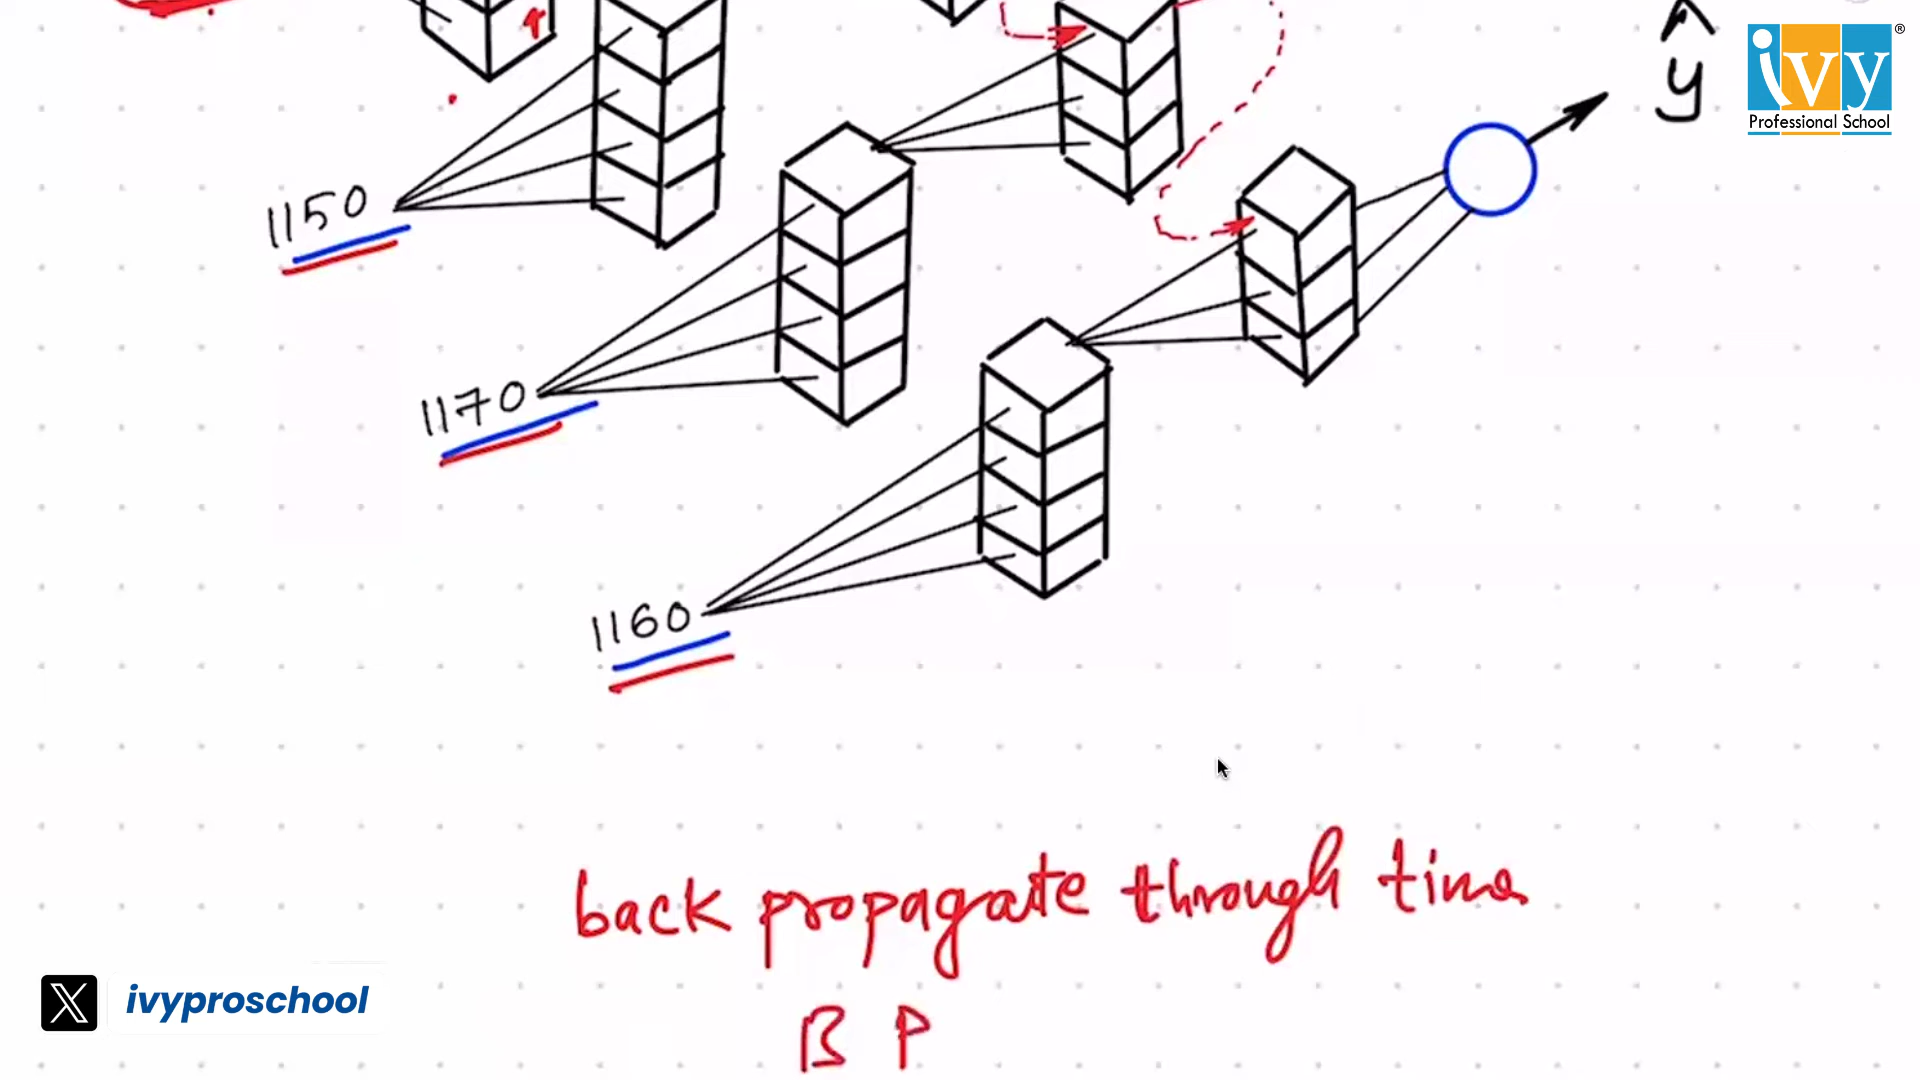 ŷ
ivy®
Professional School
1150
1170
1160
back propagate through time
ivyproschool
B P